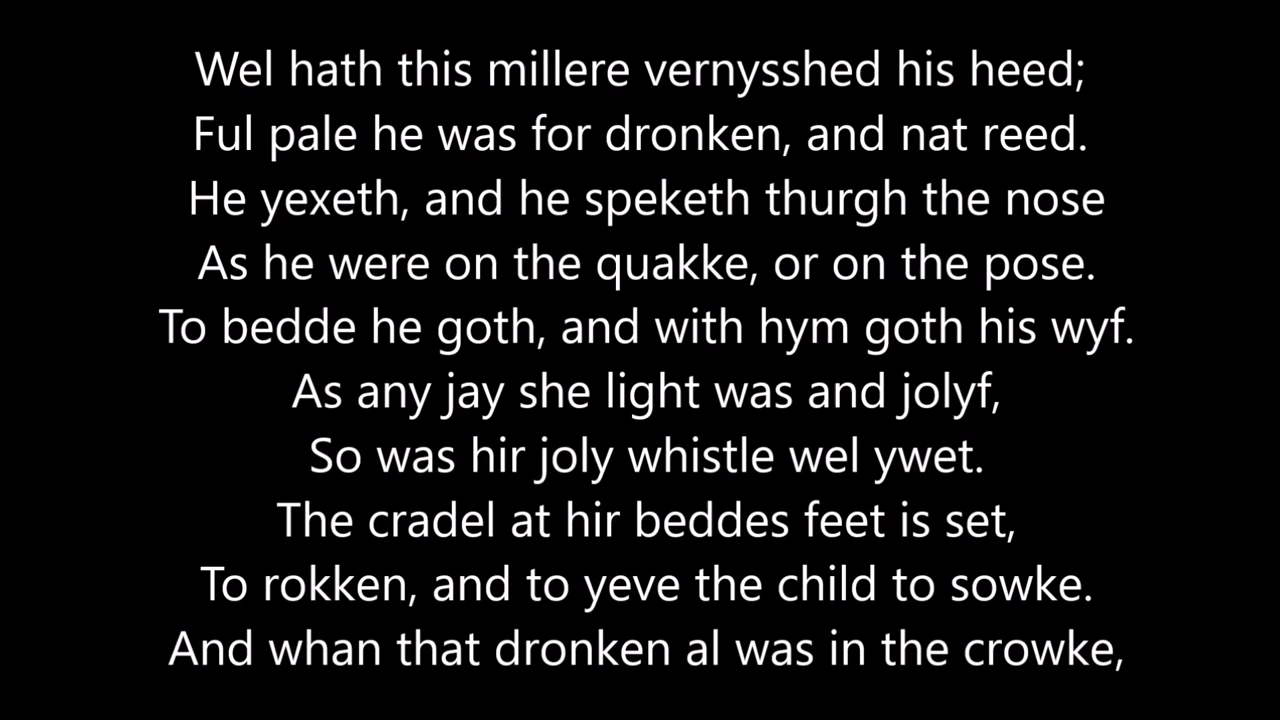 Wel hath this millere vernysshed his heed;
Ful pale he was for dronken, and nat reed.
He yexeth, and he speketh thurgh the nose
As he were on the quakke, or on the pose.
To bedde he goth, and with hym goth his wyf.
As any jay she light was and jolyf,
So was hir joly whistle wel ywet.
The cradel at hir beddes feet is set,
To rokken, and to yeve the child to sowke.
And whan that dronken al was in the crowke,